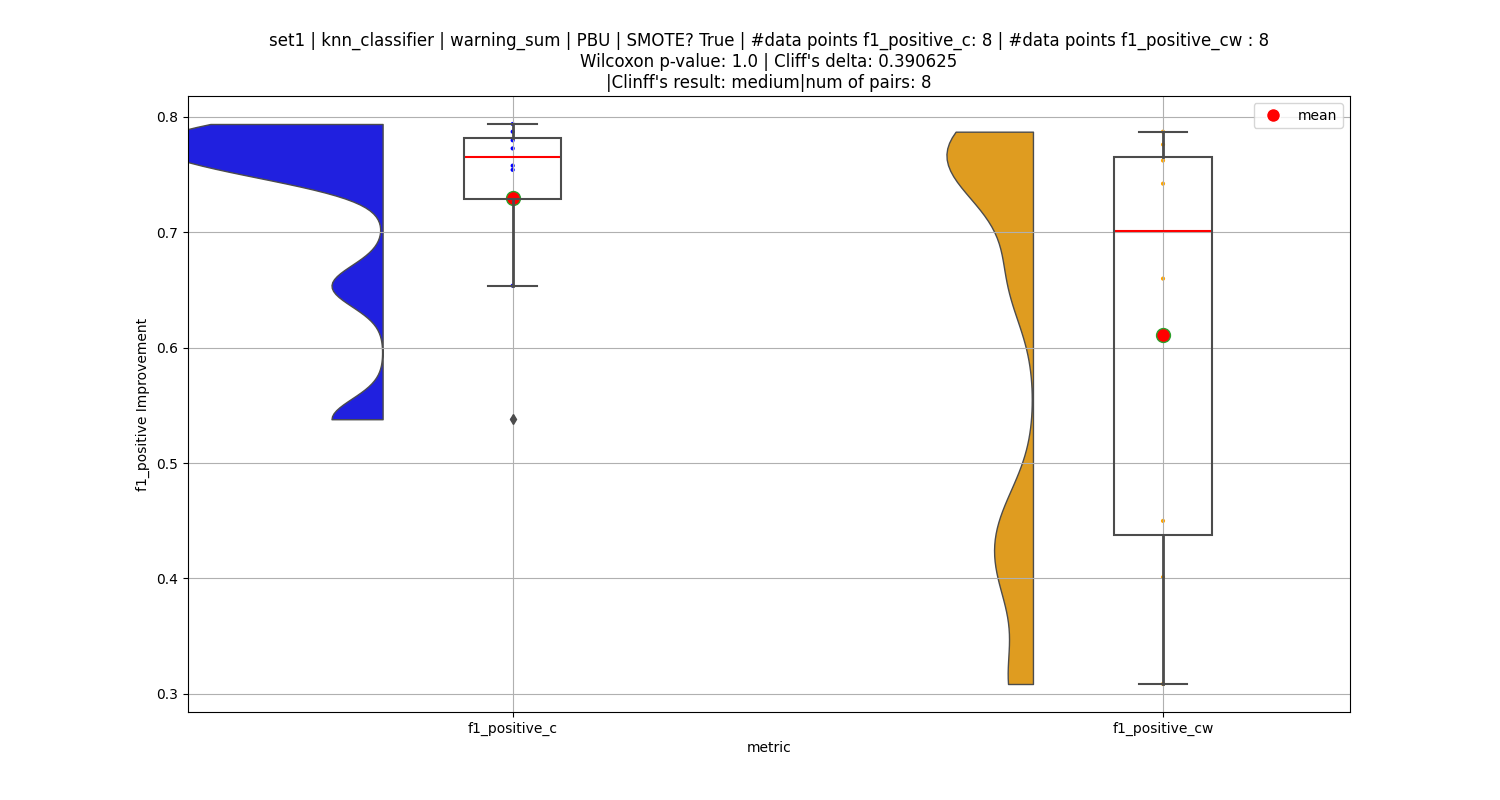 set1 | knn_classifier | warning_sum | PBU | SMOTE? True | #data points f1_positive_c: 8 | #data points f1_positive_cw : 8
Wilcoxon p-value: 1.0 | Cliff's delta: 0.390625
|Clinff's result: medium|num of pairs: 8
mean
0.8
0.7
0.6
0.5
0.4
0.3
f1_positive Improvement
f1_positive_c
f1_positive_cw
metric